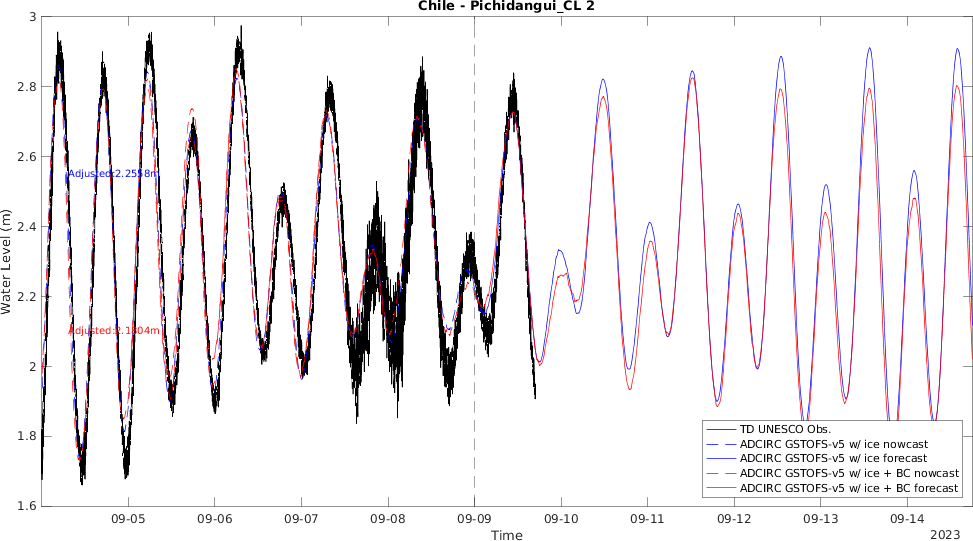 Chile - Pichidangui_CL 2
3
2.8
2.6
2.4
2.2
2
1.8
1.6
Water Level (m)
Adjusted:2.2558m
Adjusted:2.1804m
TD UNESCO Obs.
ADCIRC GSTOFS-v5 w/ ice nowcast
ADCIRC GSTOFS-v5 w/ ice forecast
ADCIRC GSTOFS-v5 w/ ice + BC nowcast
ADCIRC GSTOFS-v5 w/ ice + BC forecast
09-05 09-06 09-07 09-08 09-09 09-10 09-11 09-12 09-13 09-14
Time
2023